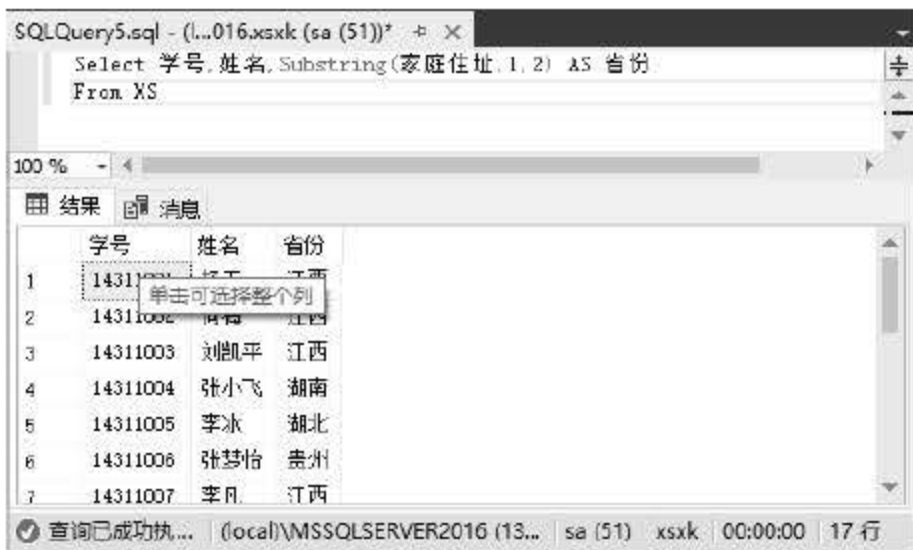 SQLQuery5.sql - (l...016.xsxk (sa (51))*
Select 学号,姓名,Substring(家庭住址,1,2) AS 省份
From XS
100 %
结果 消息
学号 姓名 省份
1 1431 江西
单击可选择整个列
2 14311002 江西
3 14311003 刘凯平 江西
4 14311004 张小飞 湖南
5 14311005 李冰 湖北
6 14311006 张梦怡 贵州
7 14311007 李凡 江西
查询已成功执... (local)\MSSQLSERVER2016 (13... sa (51) xsxk 00:00:00 17 行